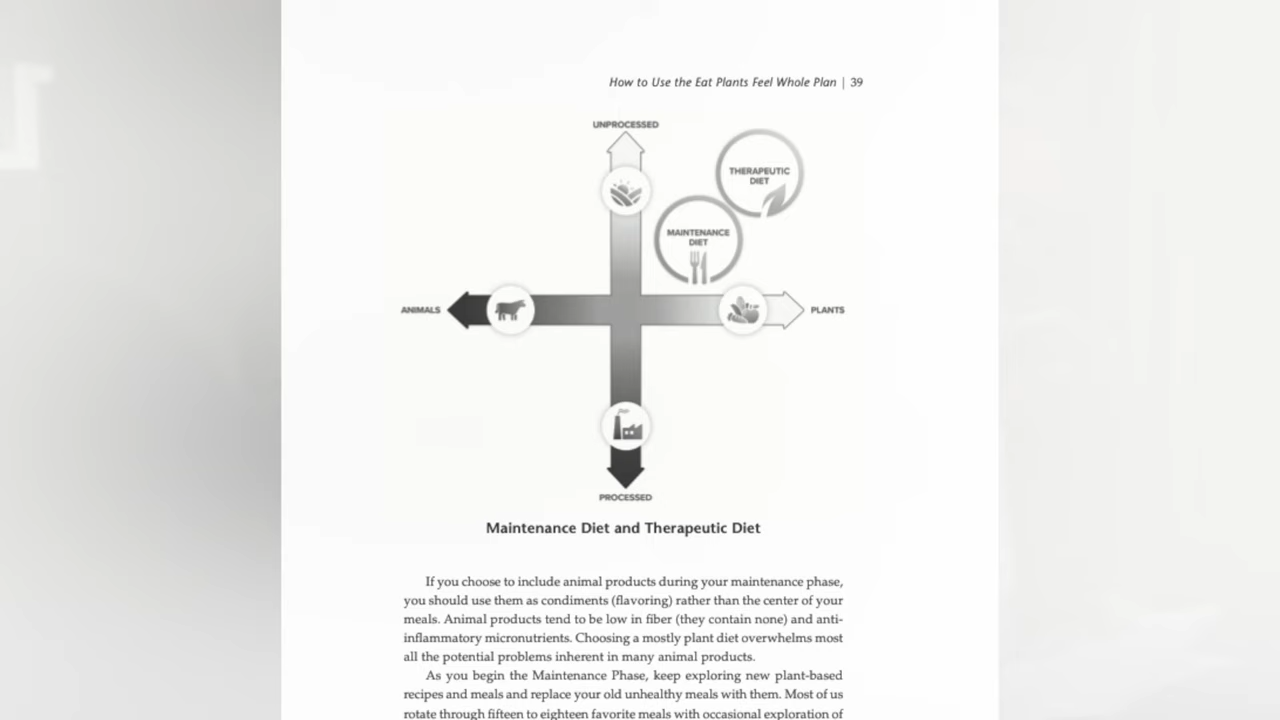 How to Use the Eat Plants Feel Whole Plan | 39
UNPROCESSED
THERAPEUTIC
DIET
MAINTENANCE
DIET
ANIMALS
PLANTS
PROCESSED
Maintenance Diet and Therapeutic Diet
If you choose to include animal products during your maintenance phase,
you should use them as condiments (flavoring) rather than the center of your
meals. Animal products tend to be low in fiber (they contain none) and anti-
inflammatory micronutrients. Choosing a mostly plant diet overwhelms most
all the potential problems inherent in many animal products.
As you begin the Maintenance Phase, keep exploring new plant-based
recipes and meals and replace your old unhealthy meals with them. Most of us
rotate through fifteen to eighteen favorite meals with occasional exploration of